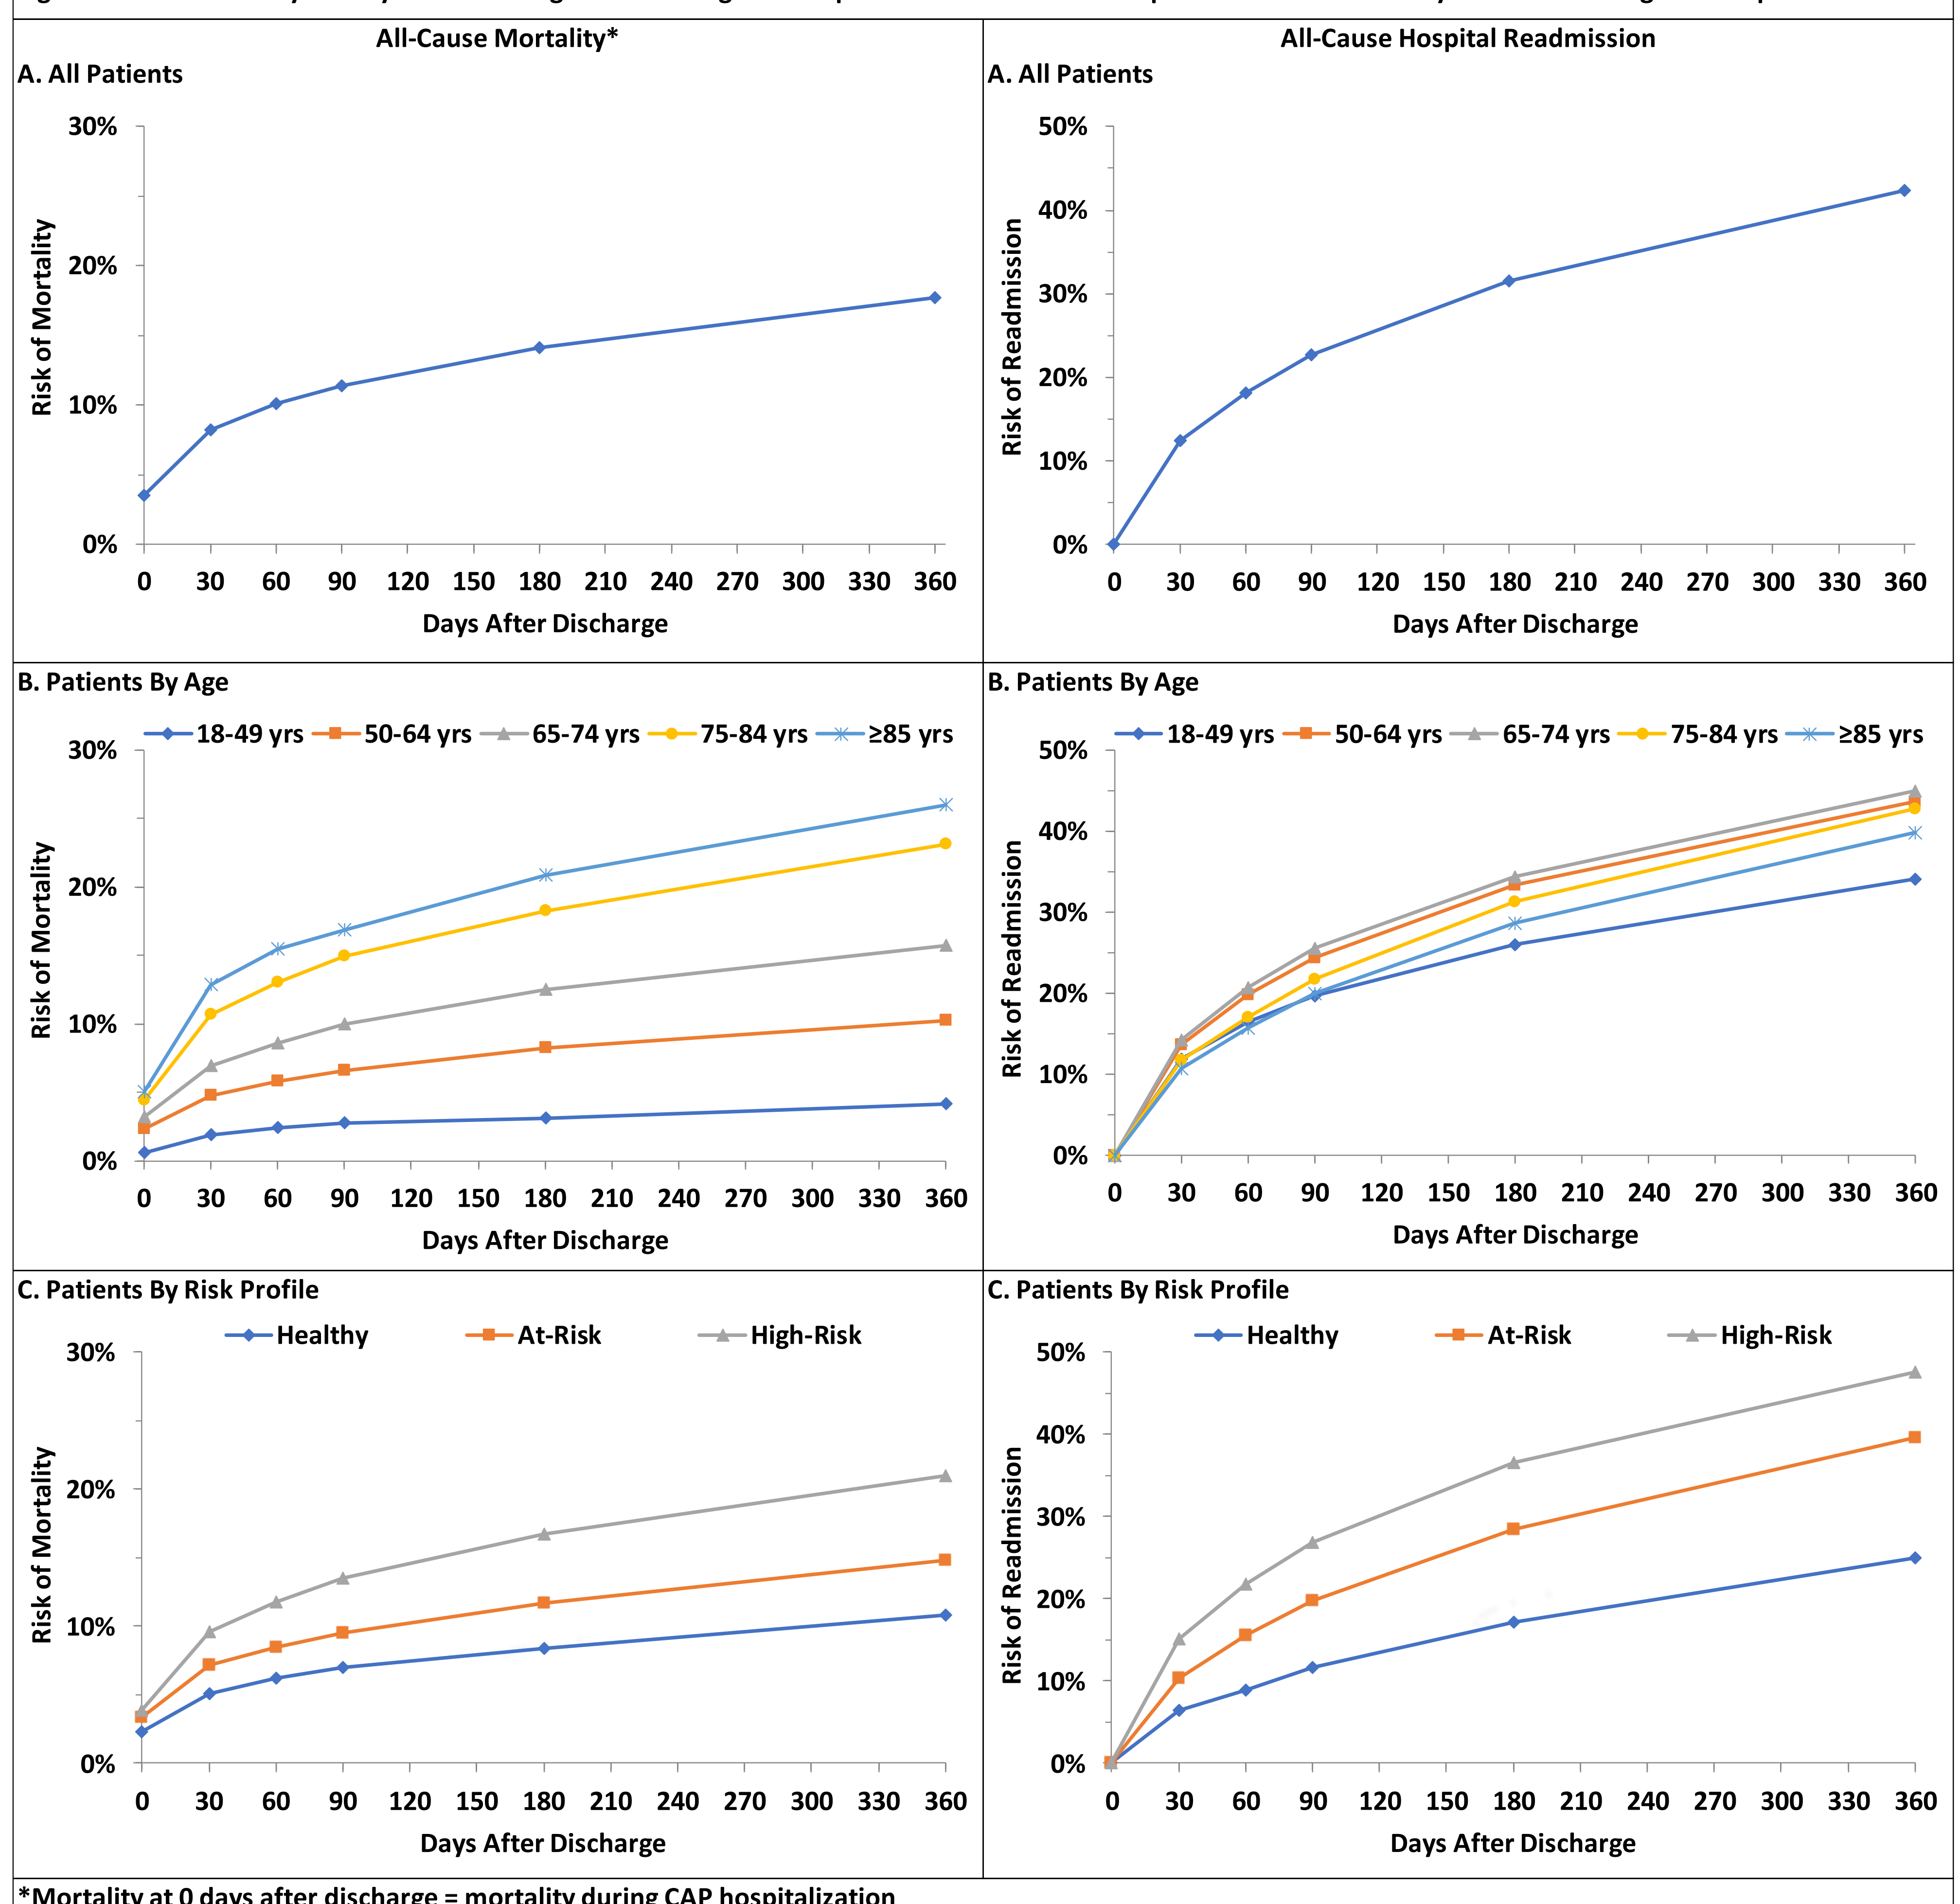 All-Cause Mortality*
A. All Patients
30%
20%
10%
0%
Risk of Mortality
0 30 60 90 120 150 180 210 240 270 300 330 360
Days After Discharge
All-Cause Hospital Readmission
A. All Patients
50%
40%
30%
20%
10%
0%
Risk of Readmission
0 30 60 90 120 150 180 210 240 270 300 330 360
Days After Discharge
B. Patients By Age
18-49 yrs 50-64 yrs 65-74 yrs 75-84 yrs ≥85 yrs
30%
20%
10%
0%
Risk of Mortality
0 30 60 90 120 150 180 210 240 270 300 330 360
Days After Discharge
B. Patients By Age
18-49 yrs 50-64 yrs 65-74 yrs 75-84 yrs ≥85 yrs
50%
40%
30%
20%
10%
0%
Risk of Readmission
0 30 60 90 120 150 180 210 240 270 300 330 360
Days After Discharge
C. Patients By Risk Profile
Healthy At-Risk High-Risk
30%
20%
10%
0%
Risk of Mortality
0 30 60 90 120 150 180 210 240 270 300 330 360
Days After Discharge
C. Patients By Risk Profile
Healthy At-Risk High-Risk
50%
40%
30%
20%
10%
0%
Risk of Readmission
0 30 60 90 120 150 180 210 240 270 300 330 360
Days After Discharge
*Mortality at 0 days after discharge = mortality during CAP hospitalization